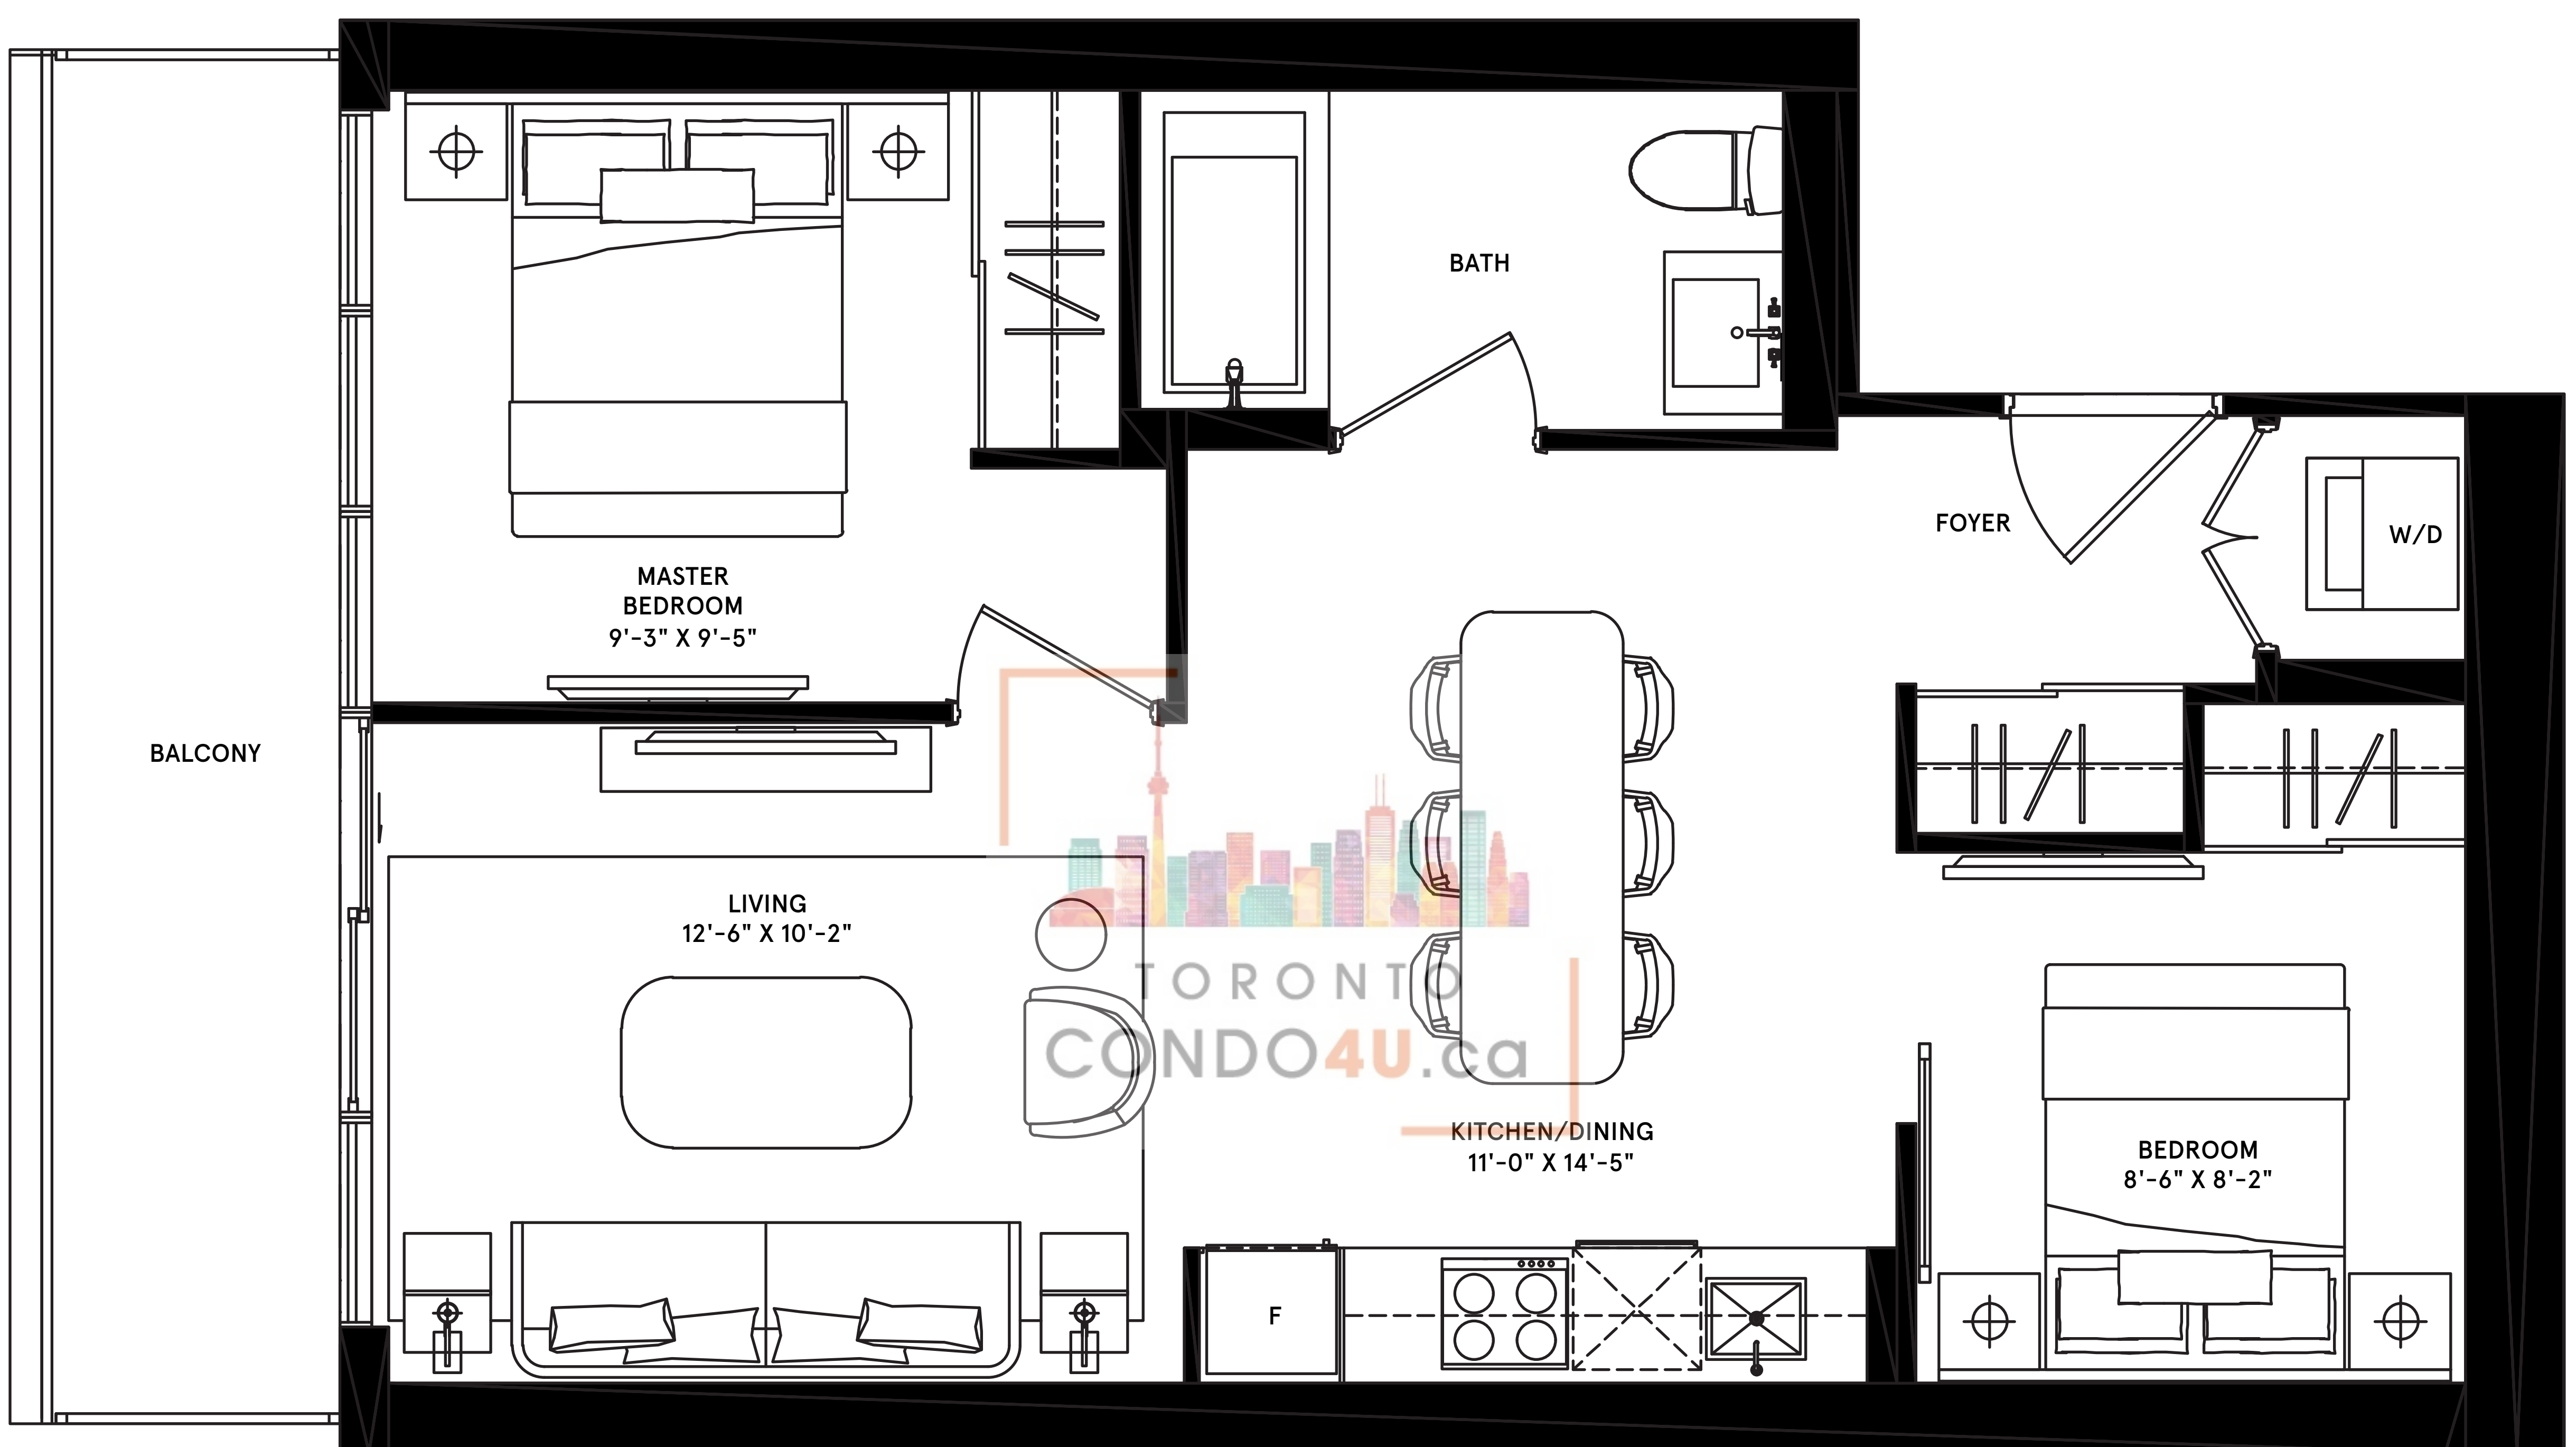 BATH
FOYER
W/D
MASTER
BEDROOM
9'-3" X 9'-5"
BALCONY
LIVING
12'-6" X 10'-2"
TORONTO
CONDO4U.ca
KITCHEN/DINING
11'-0" X 14'-5"
BEDROOM
8'-6" X 8'-2"
F